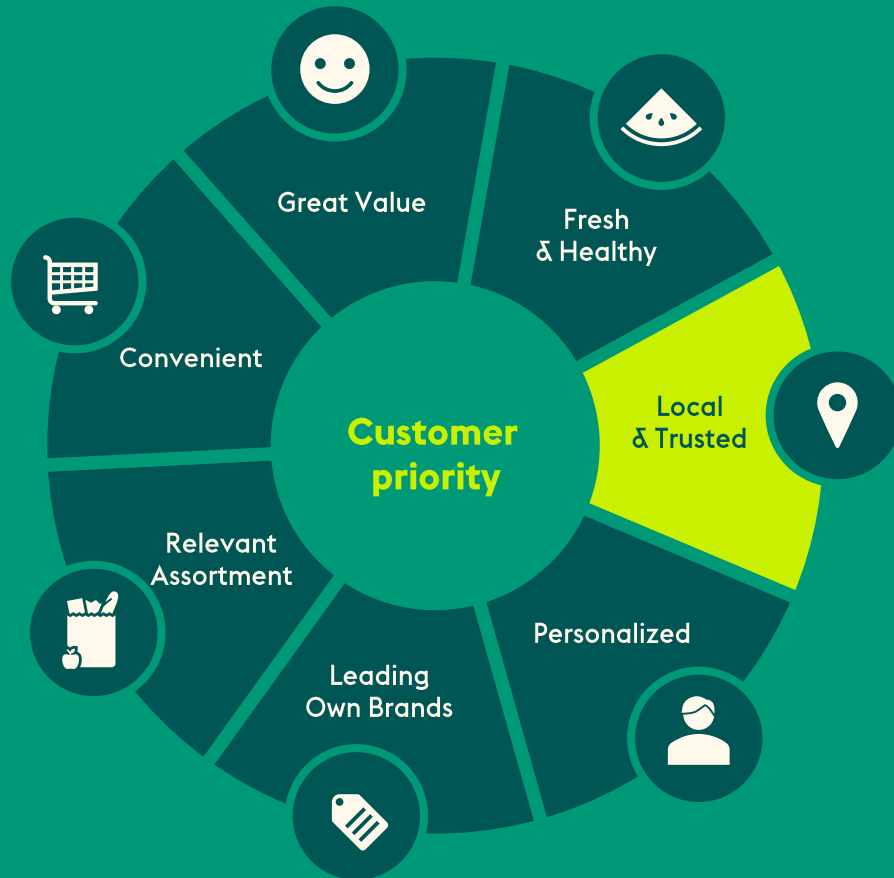 Great Value
Fresh
& Healthy
Convenient
Local
& Trusted
Customer
priority
Relevant
Assortment
Personalized
Leading
Own Brands